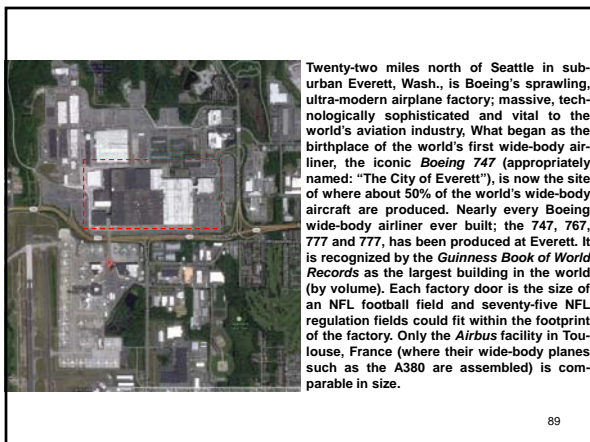 Twenty-two miles north of Seattle in sub-
urban Everett, Wash., is Boeing's sprawling,
ultra-modern airplane factory; massive, tech-
nologically sophisticated and vital to the
world's aviation industry, What began as the
birthplace of the world's first wide-body air-
liner, the iconic Boeing 747 (appropriately
named: “The City of Everett”), is now the site
of where about 50% of the world's wide-body
aircraft are produced. Nearly every Boeing
wide-body airliner ever built; the 747, 767,
777 and 777, has been produced at Everett. It
is recognized by the Guinness Book of World
Records as the largest building in the world
(by volume). Each factory door is the size of
an NFL football field and seventy-five NFL
regulation fields could fit within the footprint
of the factory. Only the Airbus facility in Tou-
louse, France (where their wide-body planes
such as the A380 are assembled) is com-
parable in size.
89